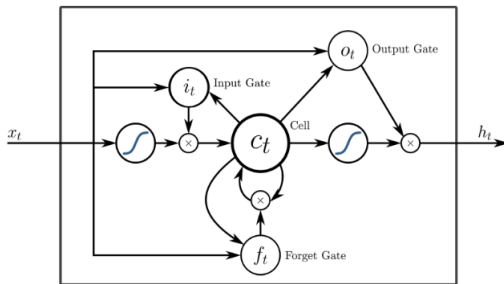 o_t Output Gate
i_t Input Gate
x_t
×
c_t
Cell
×
h_t
×
f_t Forget Gate